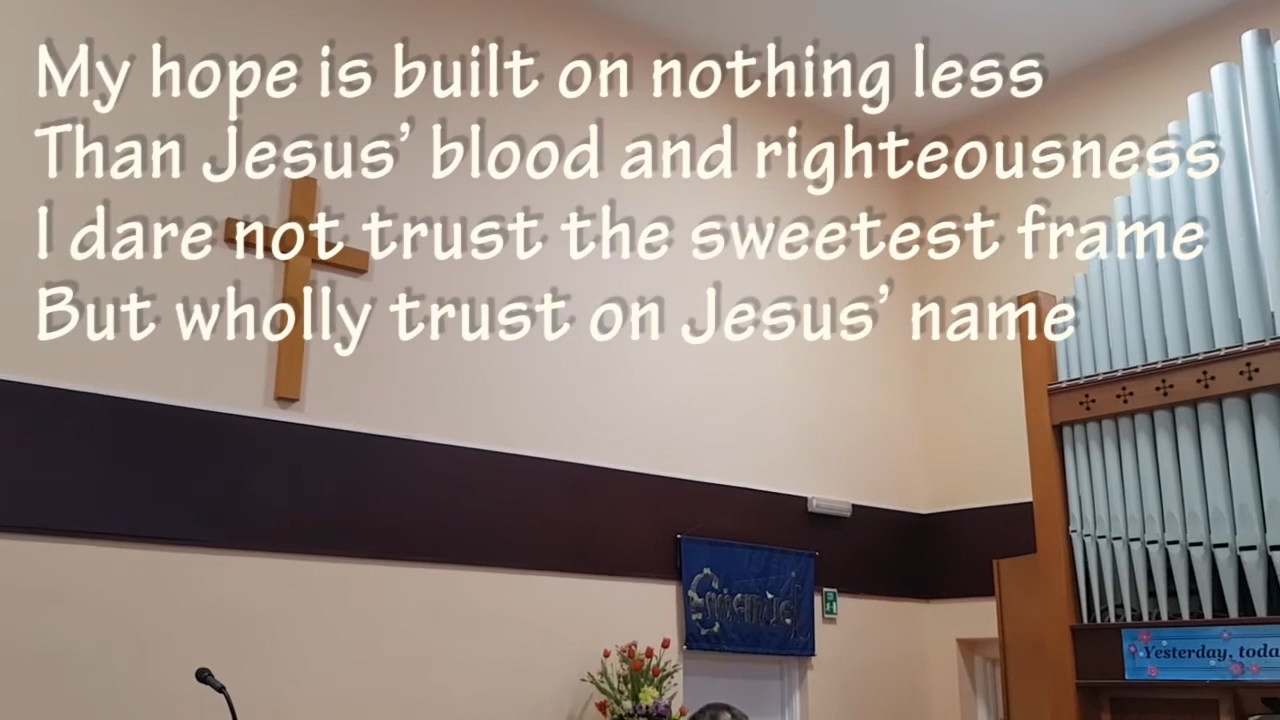 My hope is built on nothing less
Than Jesus’ blood and righteousness
I dare not trust the sweetest frame
But wholly trust on Jesus’ name
Emmanuel
Yesterday, toda